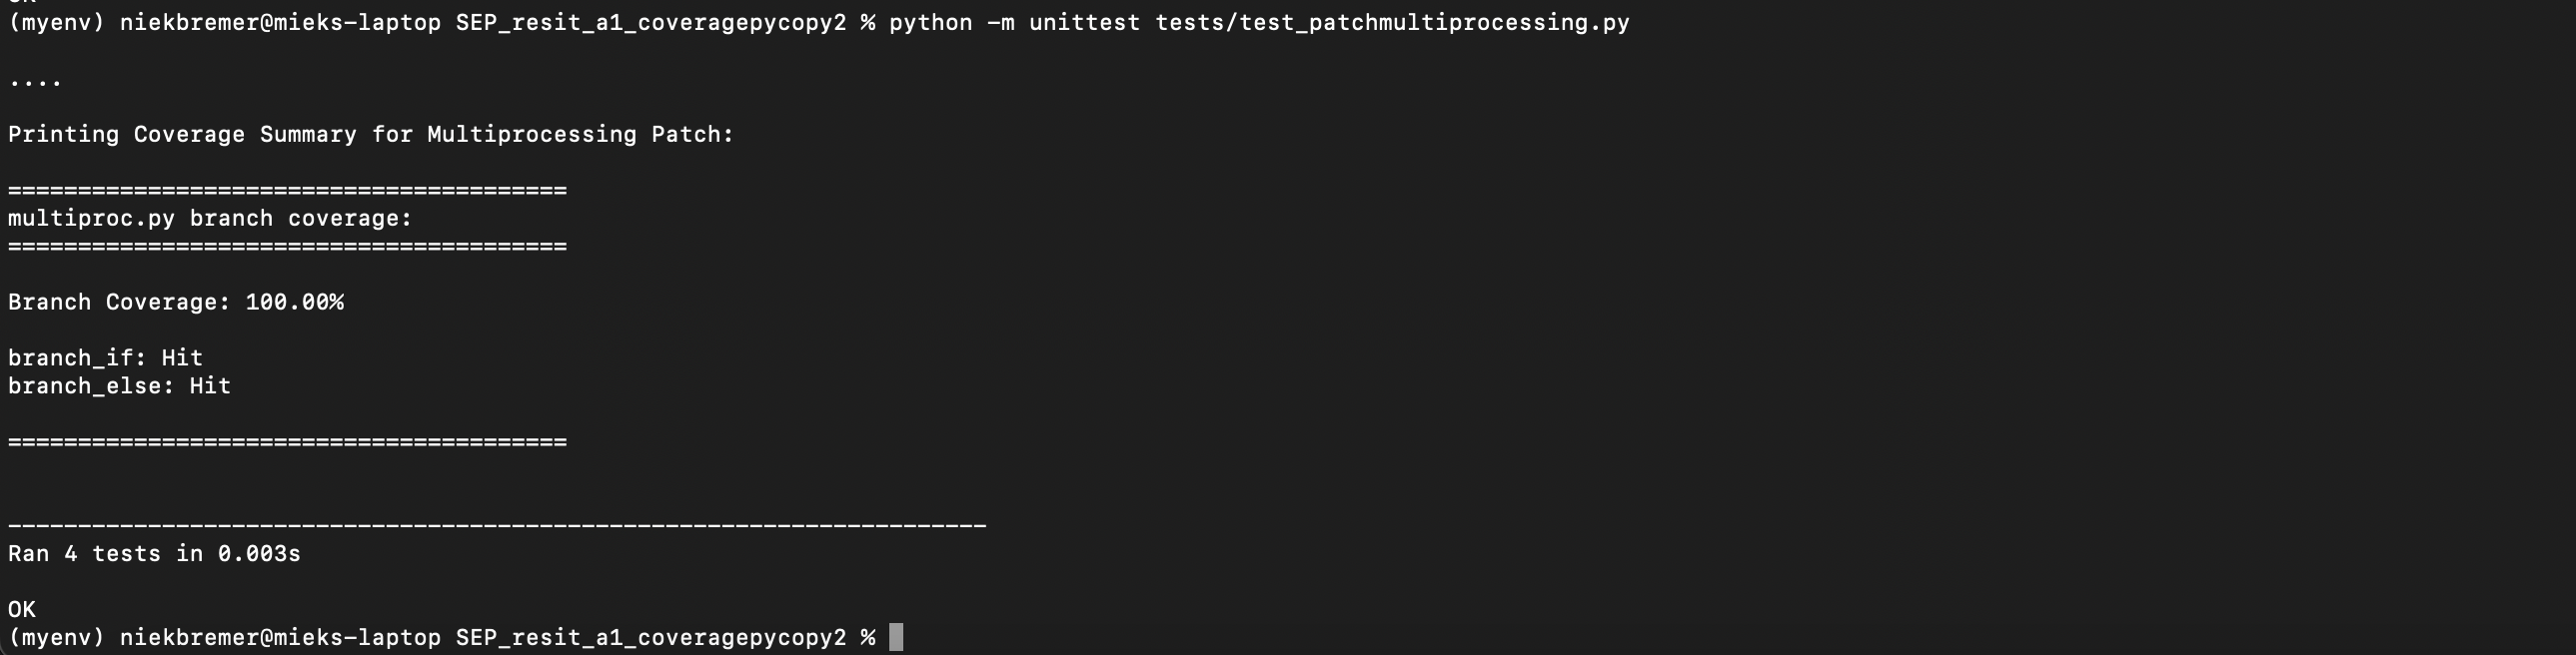 OK
(myenv) niekbremer@mieks-laptop SEP_resit_a1_coveragepycopy2 % python -m unittest tests/test_patchmultiprocessing.py
....
Printing Coverage Summary for Multiprocessing Patch:
========================================
multiproc.py branch coverage:
========================================
Branch Coverage: 100.00%
branch_if: Hit
branch_else: Hit
========================================
----------------------------------------------------------------------
Ran 4 tests in 0.003s
OK
(myenv) niekbremer@mieks-laptop SEP_resit_a1_coveragepycopy2 %